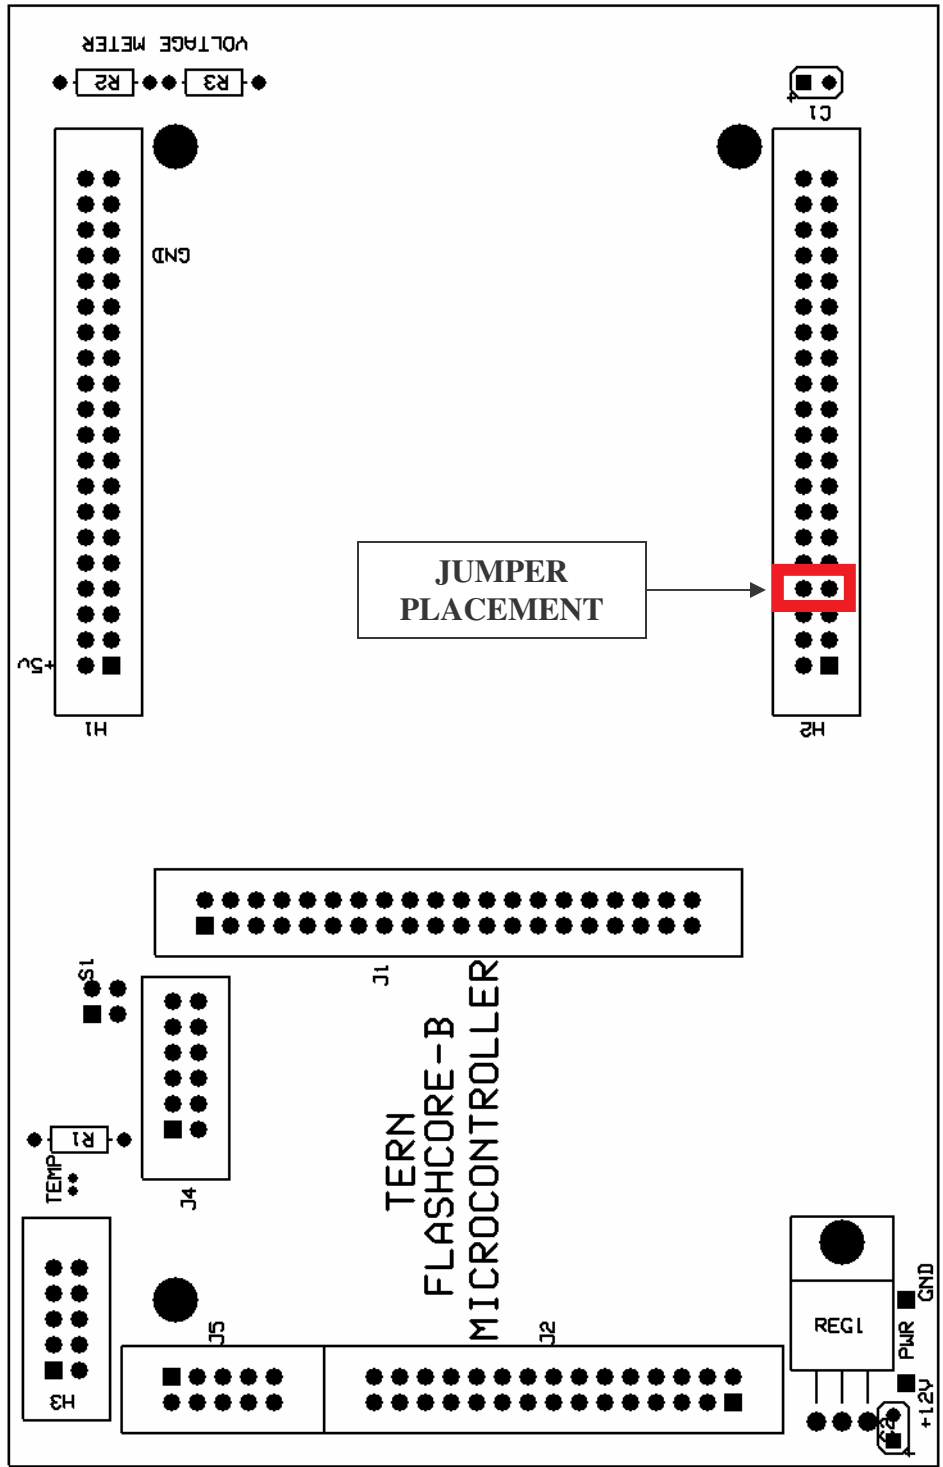 VOLTAGE METER
R2
R3
C1
GND
JUMPER
PLACEMENT
+5V
H1
H2
J1
S1
TERN
FLASHCORE-B
MICROCONTROLLER
R1
TEMP
J4
H3
J5
J2
REG1
GND
PWR
+12V
C2
+
+